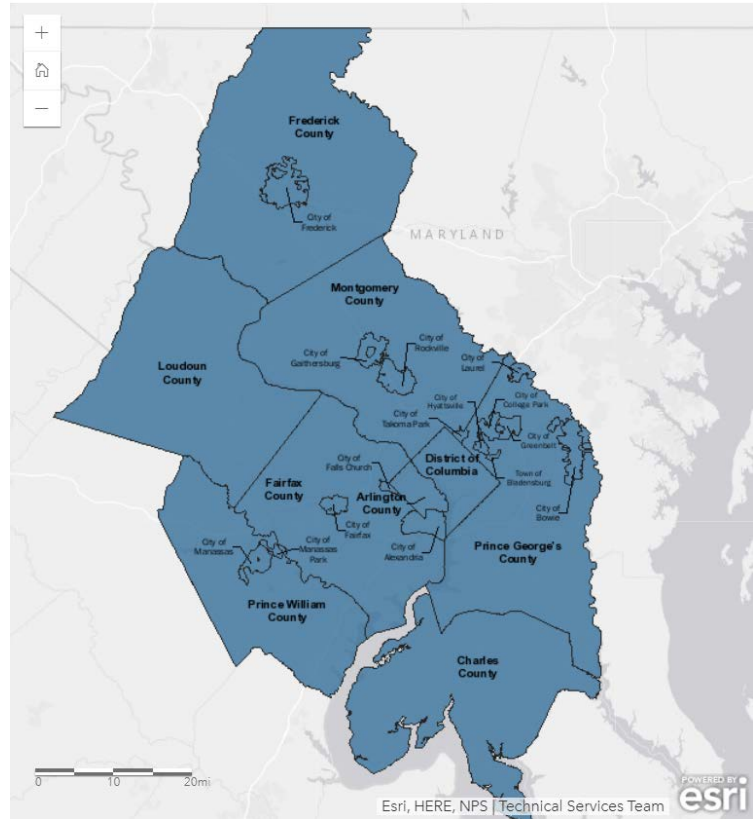 +
−
Frederick
County
City of
Frederick
MARYLAND
Montgomery
County
City of
Rockville
City of
Gaithersburg
City of
Laurel
Loudoun
County
City of
Hyattsville
City of
College Park
City of
Takoma Park
City of
Greenbelt
City of
Falls Church
District of
Columbia
Fairfax
County
Arlington
County
Town of
Bladensburg
City of
Bowie
City of
Fairfax
City of
Manassas
City of
Manassas
Park
City of
Alexandria
Prince George's
County
Prince William
County
Charles
County
0 10 20mi
POWERED BY
esri
Esri, HERE, NPS | Technical Services Team